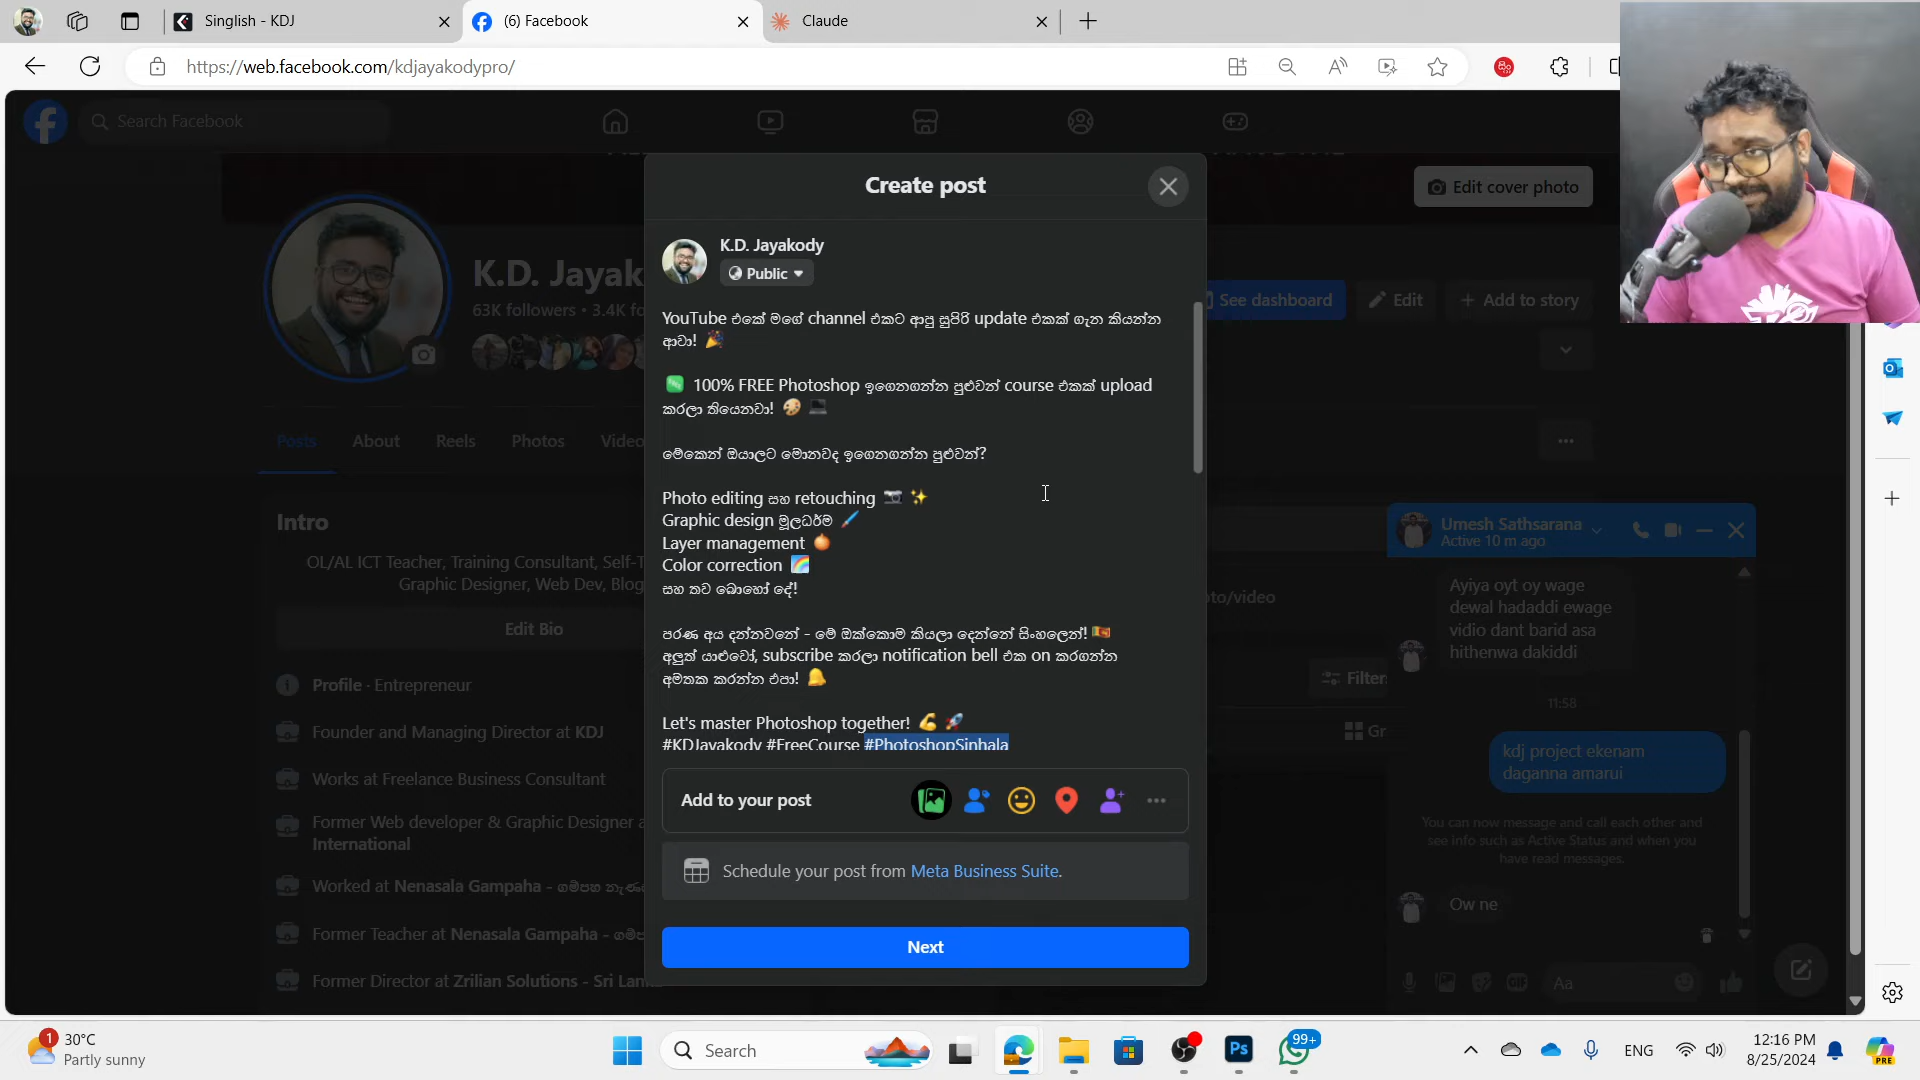 Singlish - KDJ
(6) Facebook
Claude
https://web.facebook.com/kdjayakodypro/
Search Facebook
Edit cover photo
Create post
K.D. Jayakody
Public
K.D. Jayak
63K followers · 3.4K fo
See dashboard
Edit
+ Add to story
YouTube එකේ මගේ channel එකට ආපු සුපිරි update එකක් ගැන කියන්න
ආවා! 🎉
100% FREE Photoshop ඉගෙනගන්න පුළුවන් course එකක් upload
කරලා තියෙනවා! 🎨 💻
මේකෙන් ඔයාලට මොනවද ඉගෙනගන්න පුළුවන්?
Photo editing සහ retouching 📷 ✨
Graphic design මූලධර්ම 🖌️
Layer management 🧅
Color correction 🌈
සහ තව බොහෝ දේ!
පරණ අය දන්නවනේ - මේ ඔක්කොම කියලා දෙන්නේ සිංහලෙන්! 🇱🇰
අලුත් යාළුවෝ, subscribe කරලා notification bell එක on කරගන්න
අමතක කරන්න එපා! 🔔
Let's master Photoshop together! 💪 🚀
#KDJayakody #FreeCourse #PhotoshopSinhala
Add to your post
Schedule your post from Meta Business Suite.
Next
Posts
About
Reels
Photos
Video
Intro
OL/AL ICT Teacher, Training Consultant, Self-T
Graphic Designer, Web Dev, Blog
Edit Bio
Profile · Entrepreneur
Founder and Managing Director at KDJ
Works at Freelance Business Consultant
Former Web developer & Graphic Designer a
International
Worked at Nenasala Gampaha - ගම්පහ
Former Teacher at Nenasala Gampaha -
Former Director at Zrilian Solutions - Sri Lan
oto/video
Filter
Gr
Umesh Sathsarana
Active 10 m ago
Ayiya oyt oy wage
dewal hadaddi ewage
vidio dant barid asa
hithenwa dakiddi
11:58
kdj project ekenam
daganna amarui
You can now message and call each other and
see info such as Active Status and when you
have read messages.
Ow ne
Aa
1
30°C
Partly sunny
Search
Ps
99+
ENG
12:16 PM
8/25/2024
PRE